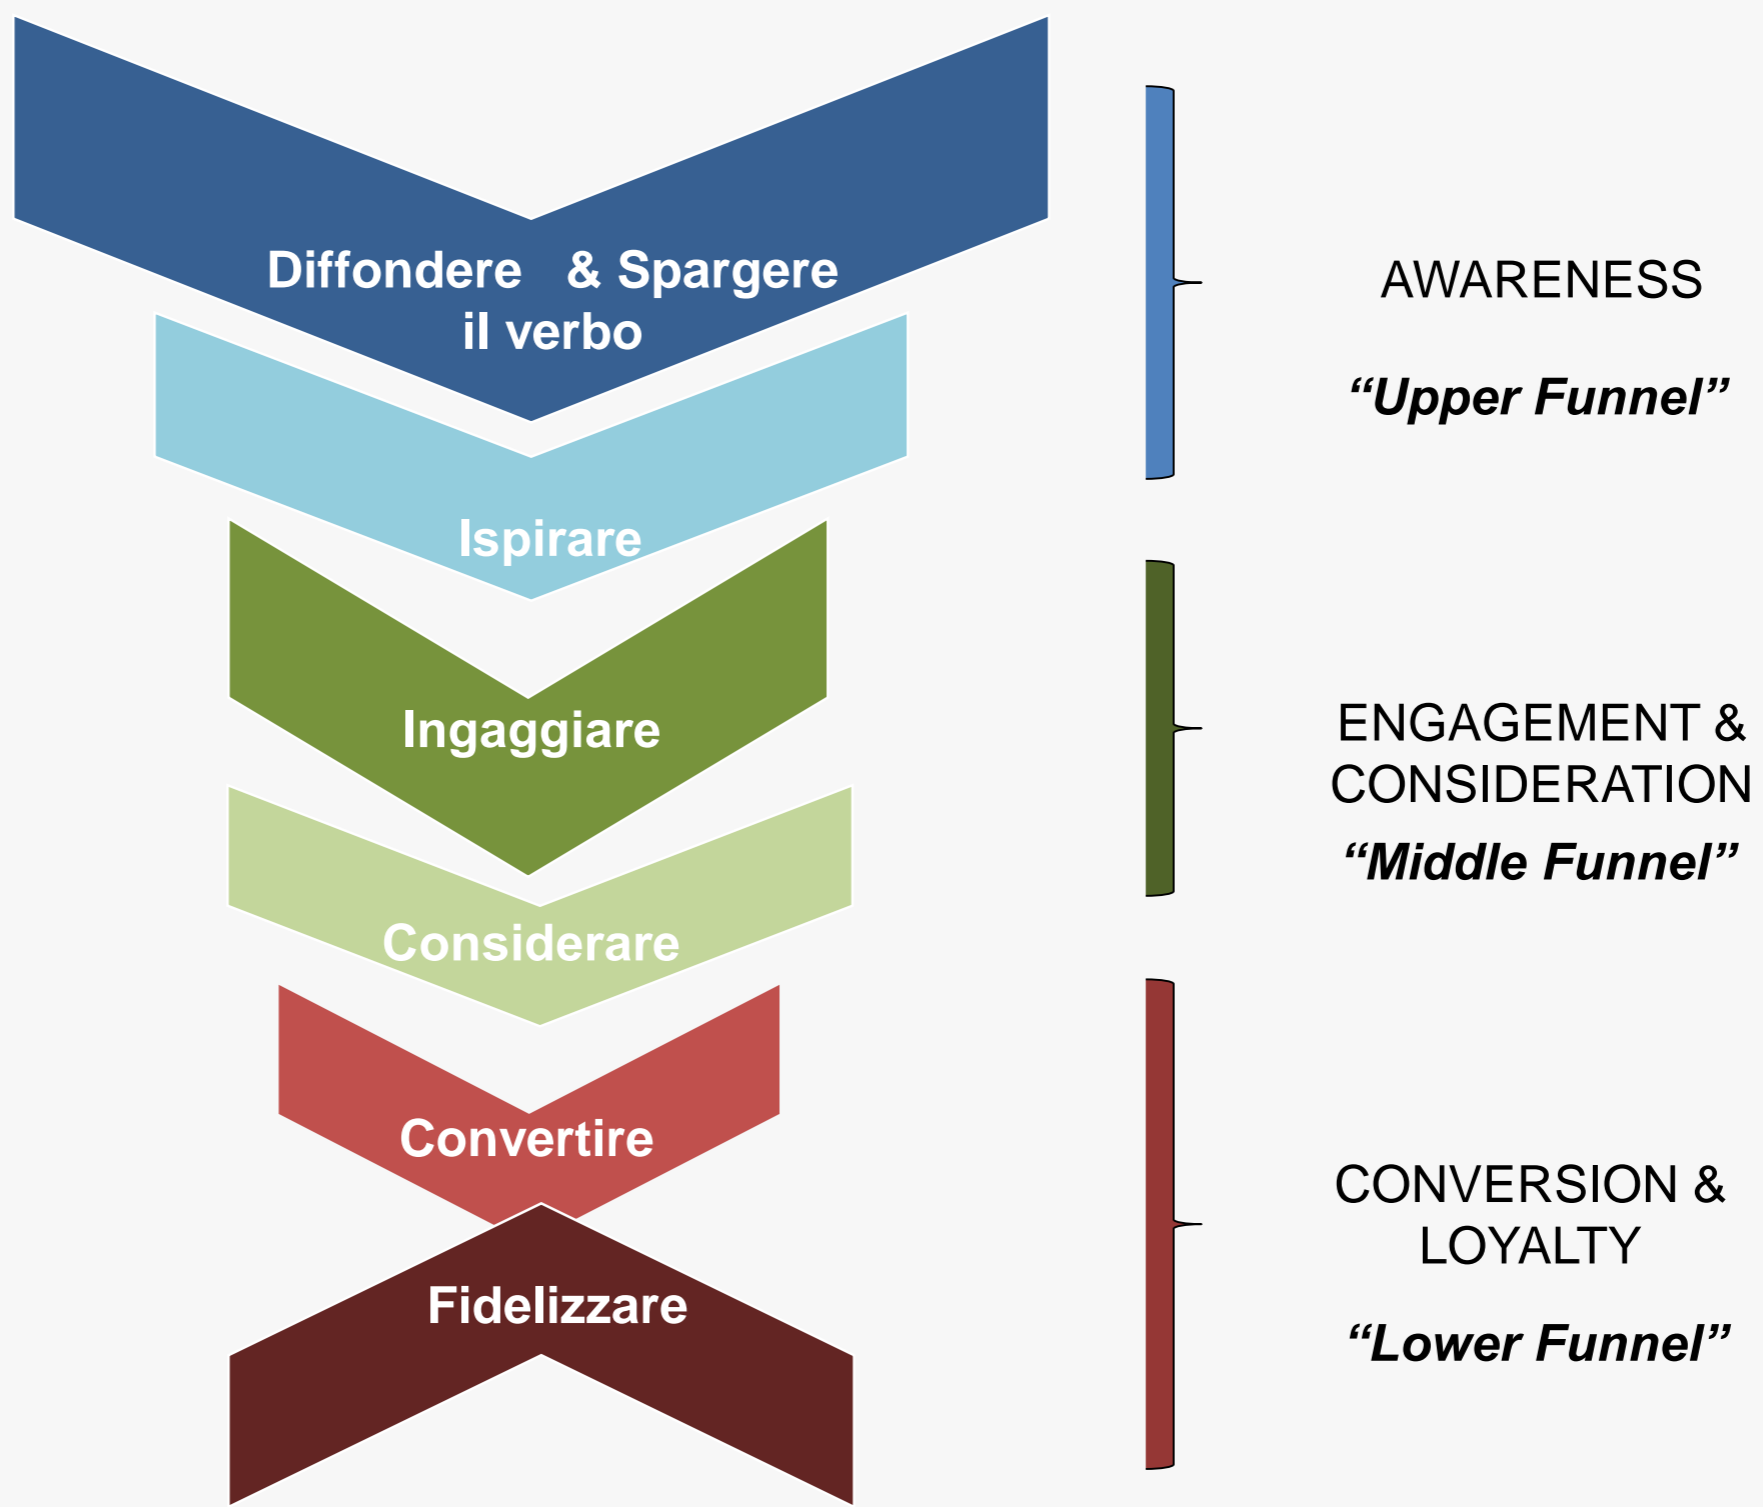 Diffondere & Spargere
il verbo
Ispirare
Ingaggiare
Considerare
Convertire
Fidelizzare
AWARENESS
“Upper Funnel”
ENGAGEMENT &
CONSIDERATION
“Middle Funnel”
CONVERSION &
LOYALTY
“Lower Funnel”